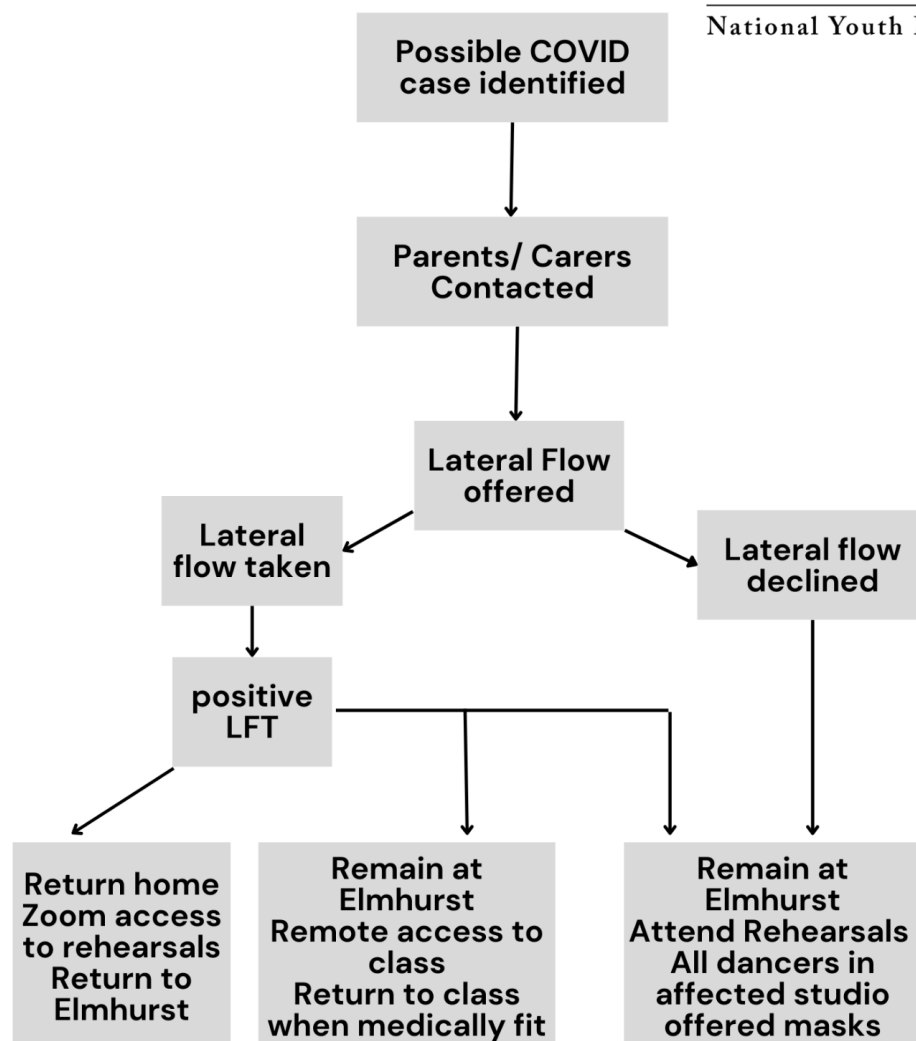 National Youth
Possible COVID
case identified
Parents/ Carers
Contacted
Lateral Flow
offered
Lateral
flow taken
Lateral flow
declined
positive
LFT
Return home
Zoom access
to rehearsals
Return to
Elmhurst
Remain at
Elmhurst
Remote access to
class
Return to class
when medically fit
Remain at
Elmhurst
Attend Rehearsals
All dancers in
affected studio
offered masks